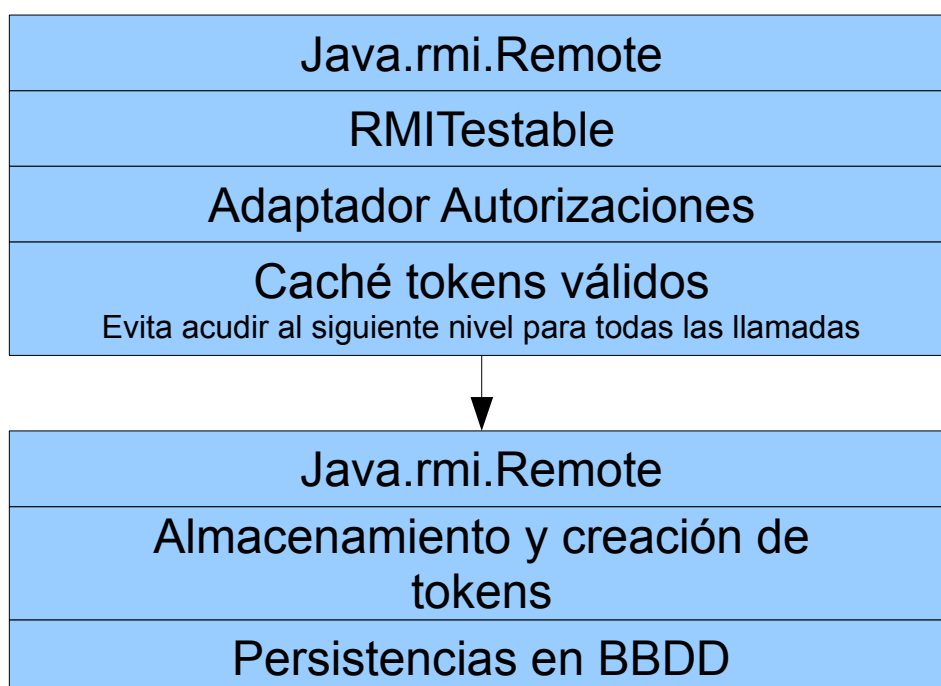 Java.rmi.Remote
RMITestable
Adaptador Autorizaciones
Caché tokens válidos
Evita acudir al siguiente nivel para todas las llamadas
Java.rmi.Remote
Almacenamiento y creación de
tokens
Persistencias en BBDD